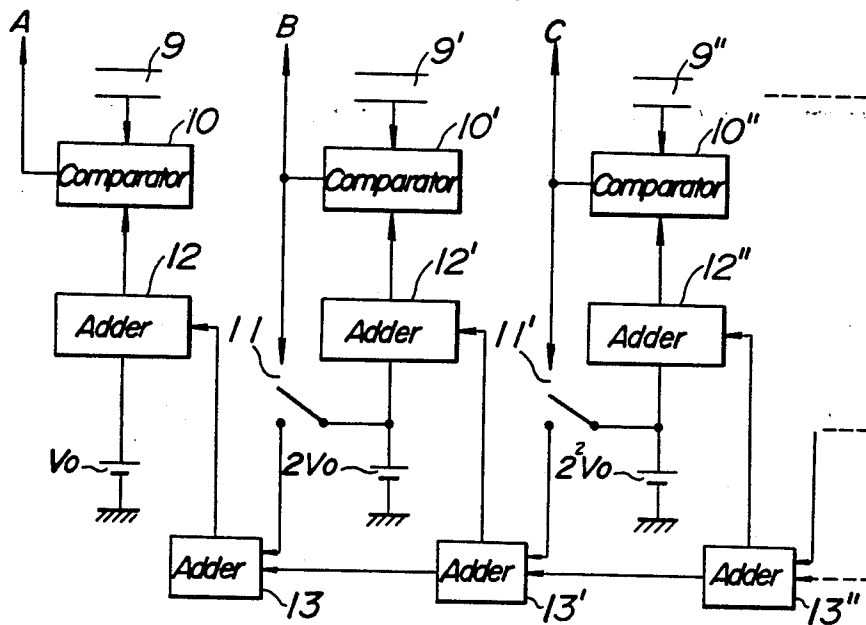 A
B
C
9
9'
9"
10
10'
10"
Comparator
Comparator
Comparator
12
12'
12"
Adder
Adder
Adder
11
11'
Vo
2Vo
2²Vo
Adder
Adder
Adder
13
13'
13"